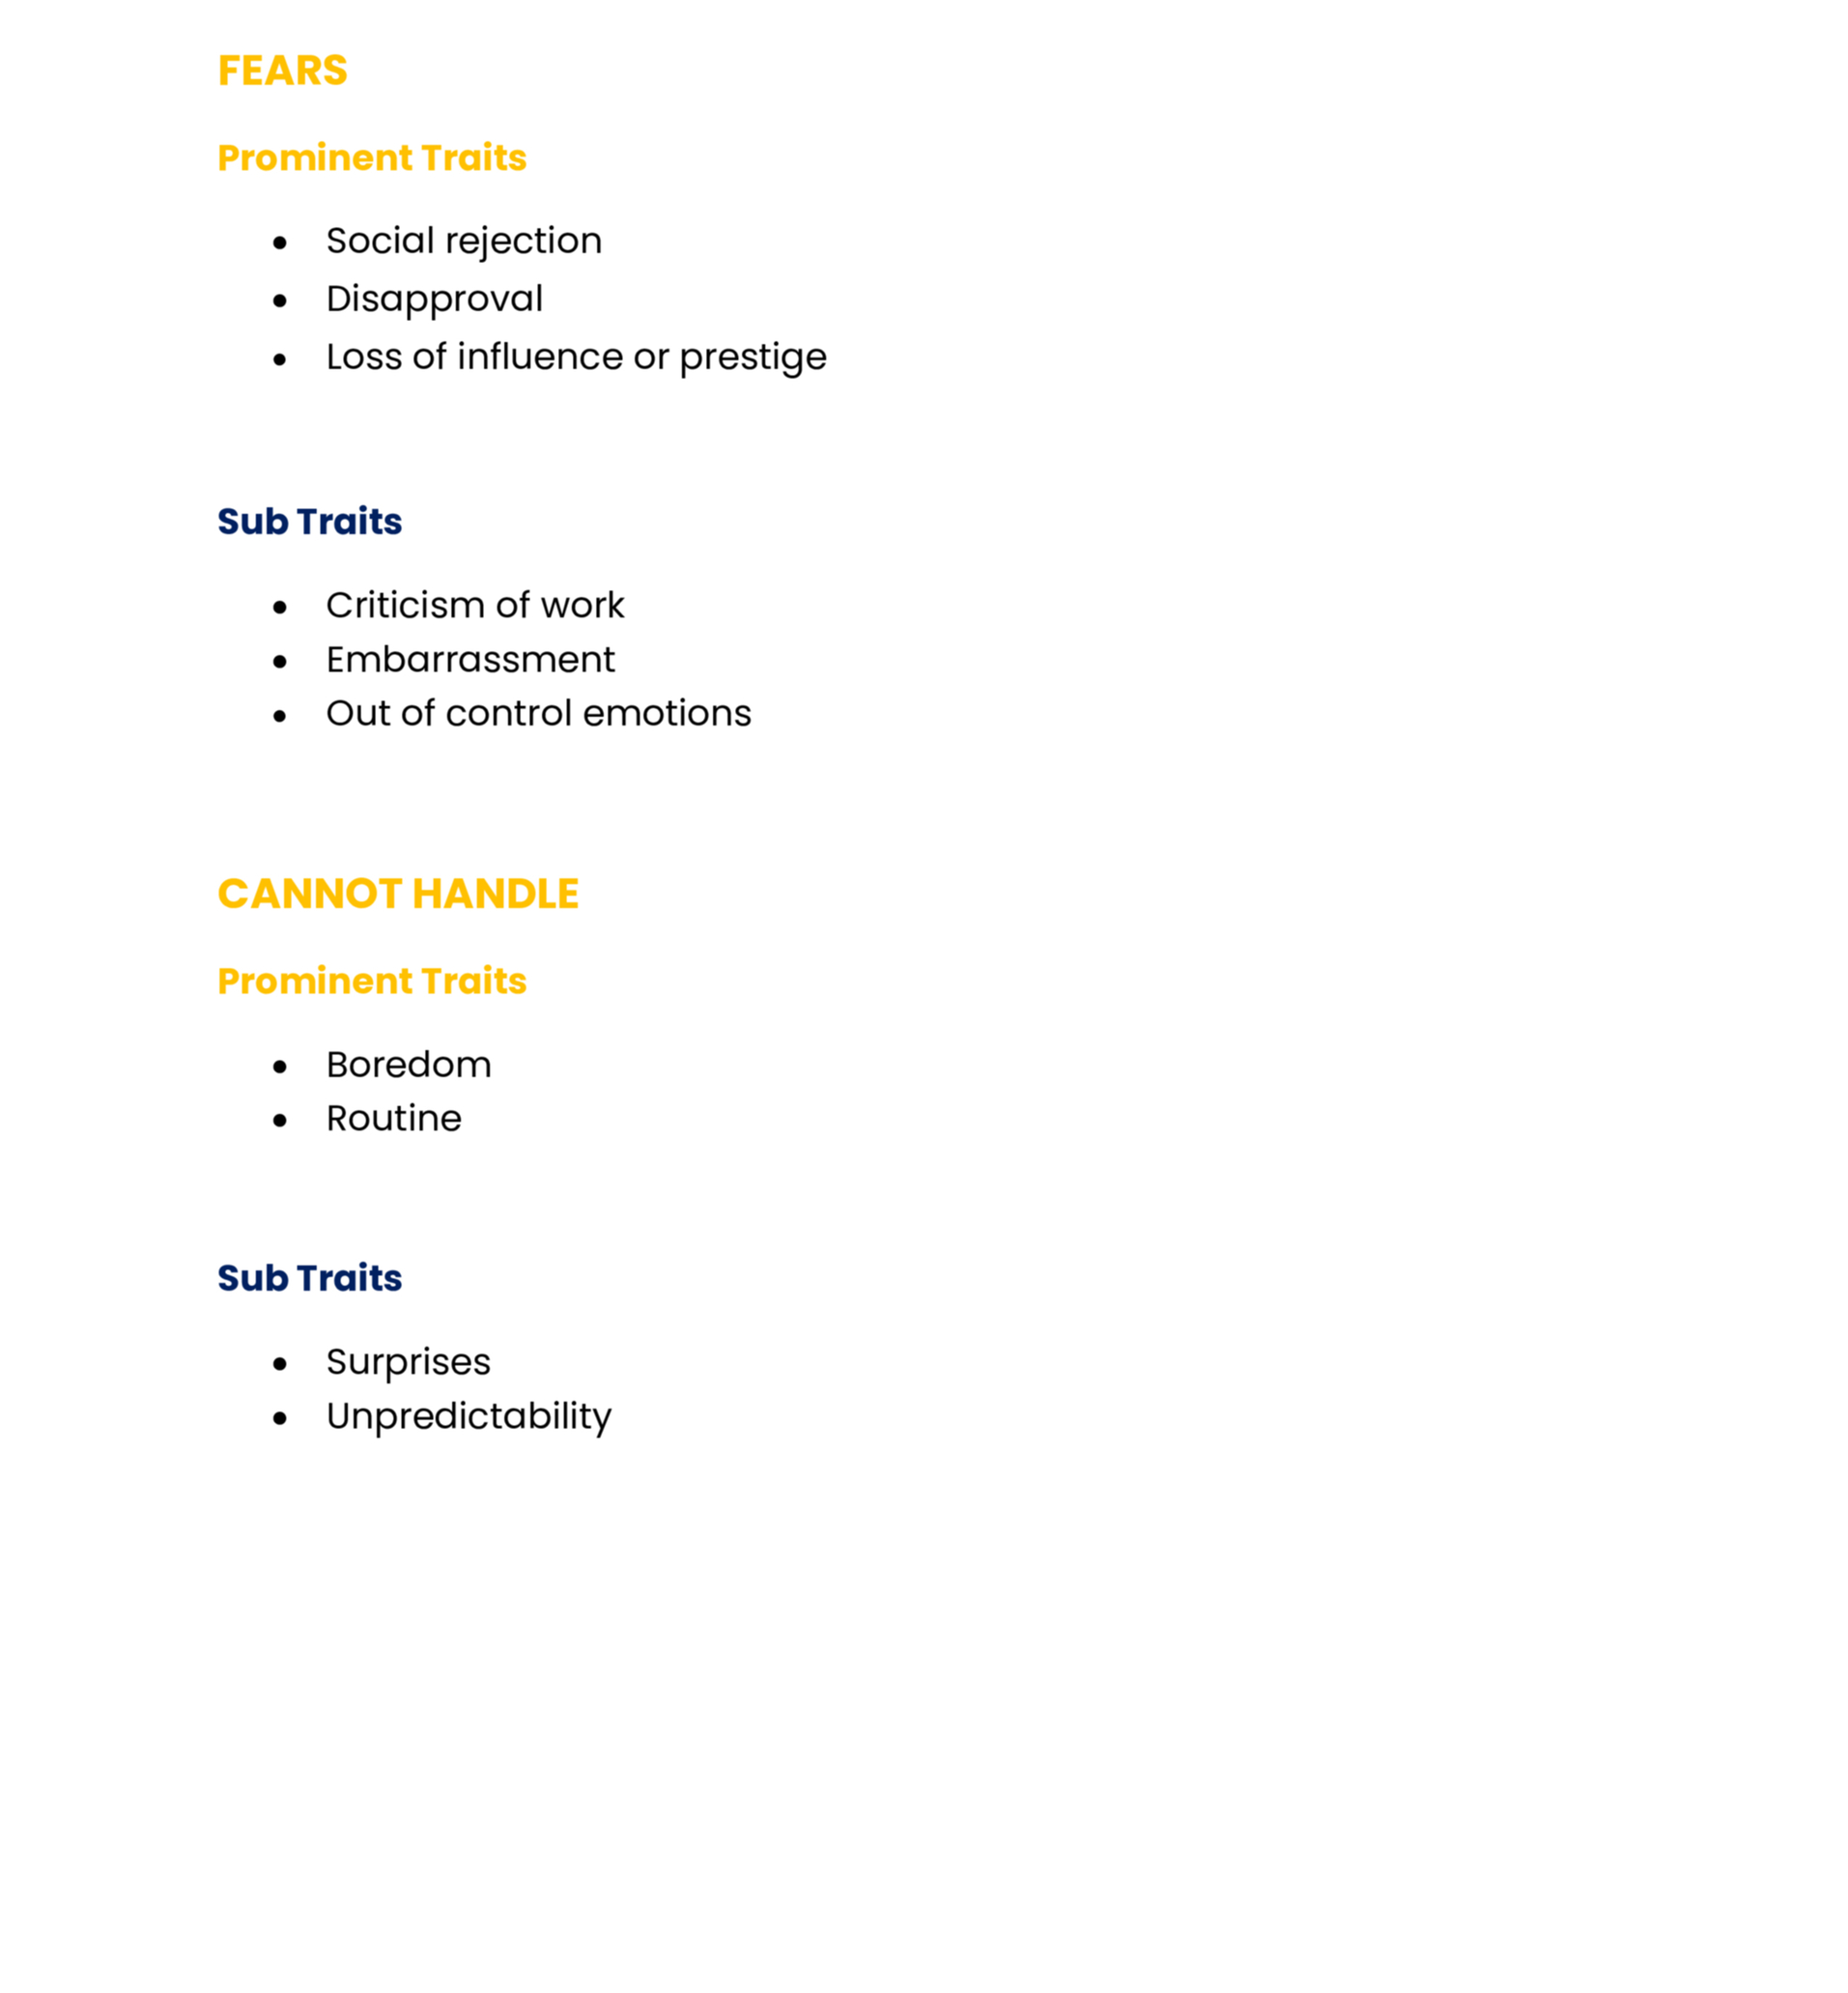 FEARS
Prominent Traits
● Social rejection
● Disapproval
● Loss of influence or prestige
Sub Traits
● Criticism of work
● Embarrassment
● Out of control emotions
CANNOT HANDLE
Prominent Traits
● Boredom
● Routine
Sub Traits
● Surprises
● Unpredictability